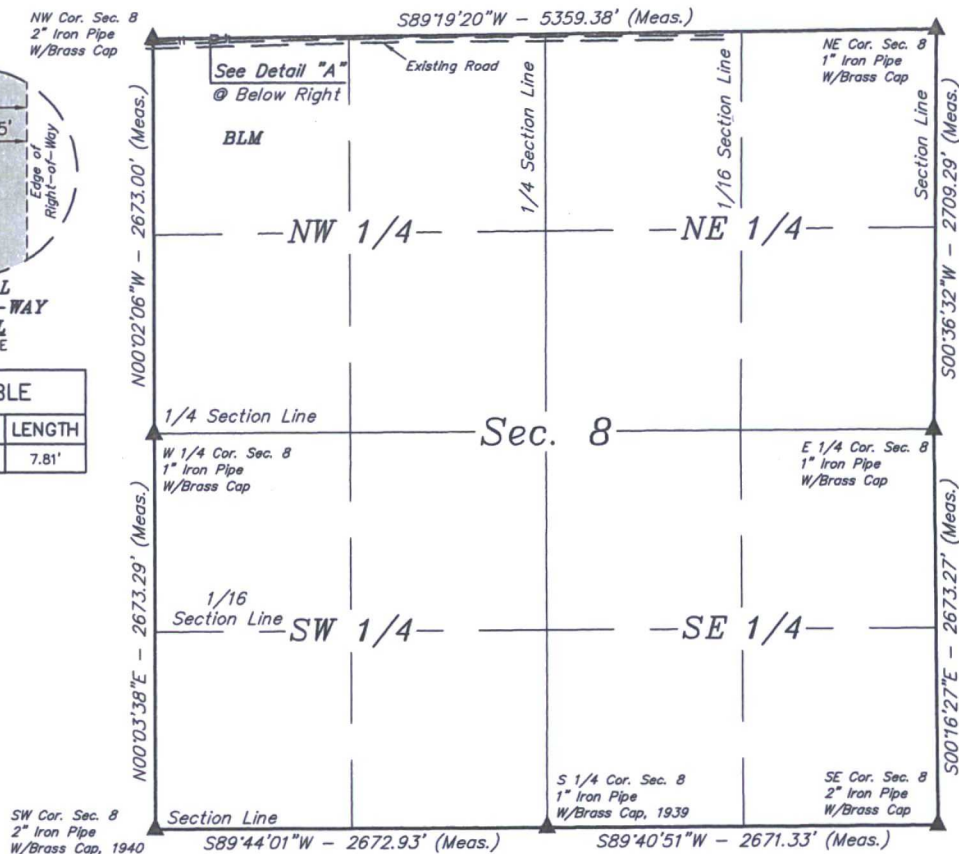 S89°19'20"W - 5359.38' (Meas.)
NW Cor. Sec. 8
2" Iron Pipe
W/Brass Cap
NE Cor. Sec. 8
1" Iron Pipe
W/Brass Cap
See Detail "A"
@ Below Right
Existing Road
BLM
1/4 Section Line
1/16 Section Line
Section Line
5'
Edge of
Right-of-Way
L
-WAY
L
E
N00°02'06"W - 2673.00' (Meas.)
S00°36'32"W - 2709.29' (Meas.)
NW 1/4
NE 1/4
BLE
LENGTH
7.81'
1/4 Section Line
Sec. 8
W 1/4 Cor. Sec. 8
1" Iron Pipe
W/Brass Cap
E 1/4 Cor. Sec. 8
1" Iron Pipe
W/Brass Cap
N00°03'38"E - 2673.29' (Meas.)
S00°16'27"E - 2673.27' (Meas.)
1/16
Section Line
SW 1/4
SE 1/4
S 1/4 Cor. Sec. 8
1" Iron Pipe
W/Brass Cap, 1939
SE Cor. Sec. 8
2" Iron Pipe
W/Brass Cap
SW Cor. Sec. 8
2" Iron Pipe
W/Brass Cap, 1940
Section Line
S89°44'01"W - 2672.93' (Meas.)
S89°40'51"W - 2671.33' (Meas.)